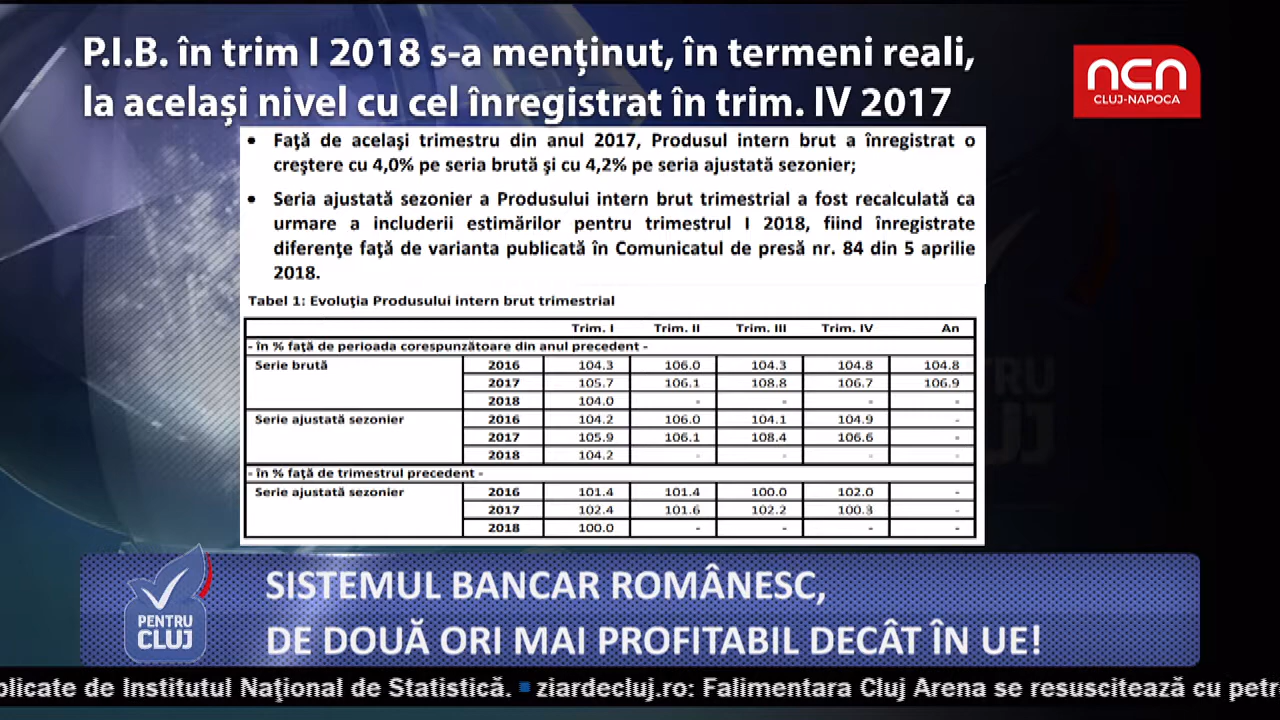 P.I.B. în trim I 2018 s-a menținut, în termeni reali,
la același nivel cu cel înregistrat în trim. IV 2017
ncn
CLUJ-NAPOCA
• Faţă de acelaşi trimestru din anul 2017, Produsul intern brut a înregistrat o
creştere cu 4,0% pe seria brută şi cu 4,2% pe seria ajustată sezonier;
• Seria ajustată sezonier a Produsului intern brut trimestrial a fost recalculată ca
urmare a includerii estimărilor pentru trimestrul I 2018, fiind înregistrate
diferenţe faţă de varianta publicată în Comunicatul de presă nr. 84 din 5 aprilie
2018.
Tabel 1: Evoluţia Produsului intern brut trimestrial
Trim. I Trim. II Trim. III Trim. IV An
- în % faţă de perioada corespunzătoare din anul precedent -
Serie brută 2016 104.3 106.0 104.3 104.8 104.8
2017 105.7 106.1 108.8 106.7 106.9
2018 104.0 - - - -
Serie ajustată sezonier 2016 104.2 106.0 104.1 104.9 -
2017 105.9 106.1 108.4 106.6 -
2018 104.2 - - - -
- în % faţă de trimestrul precedent -
Serie ajustată sezonier 2016 101.4 101.4 100.0 102.0 -
2017 102.4 101.6 102.2 100.3 -
2018 100.0 - - - -
PENTRU
CLUJ
SISTEMUL BANCAR ROMÂNESC,
DE DOUĂ ORI MAI PROFITABIL DECÂT ÎN UE!
PENTRU
CLUJ
plicate de Institutul Naţional de Statistică. ziardecluj.ro: Falimentara Cluj Arena se resuscitează cu petr